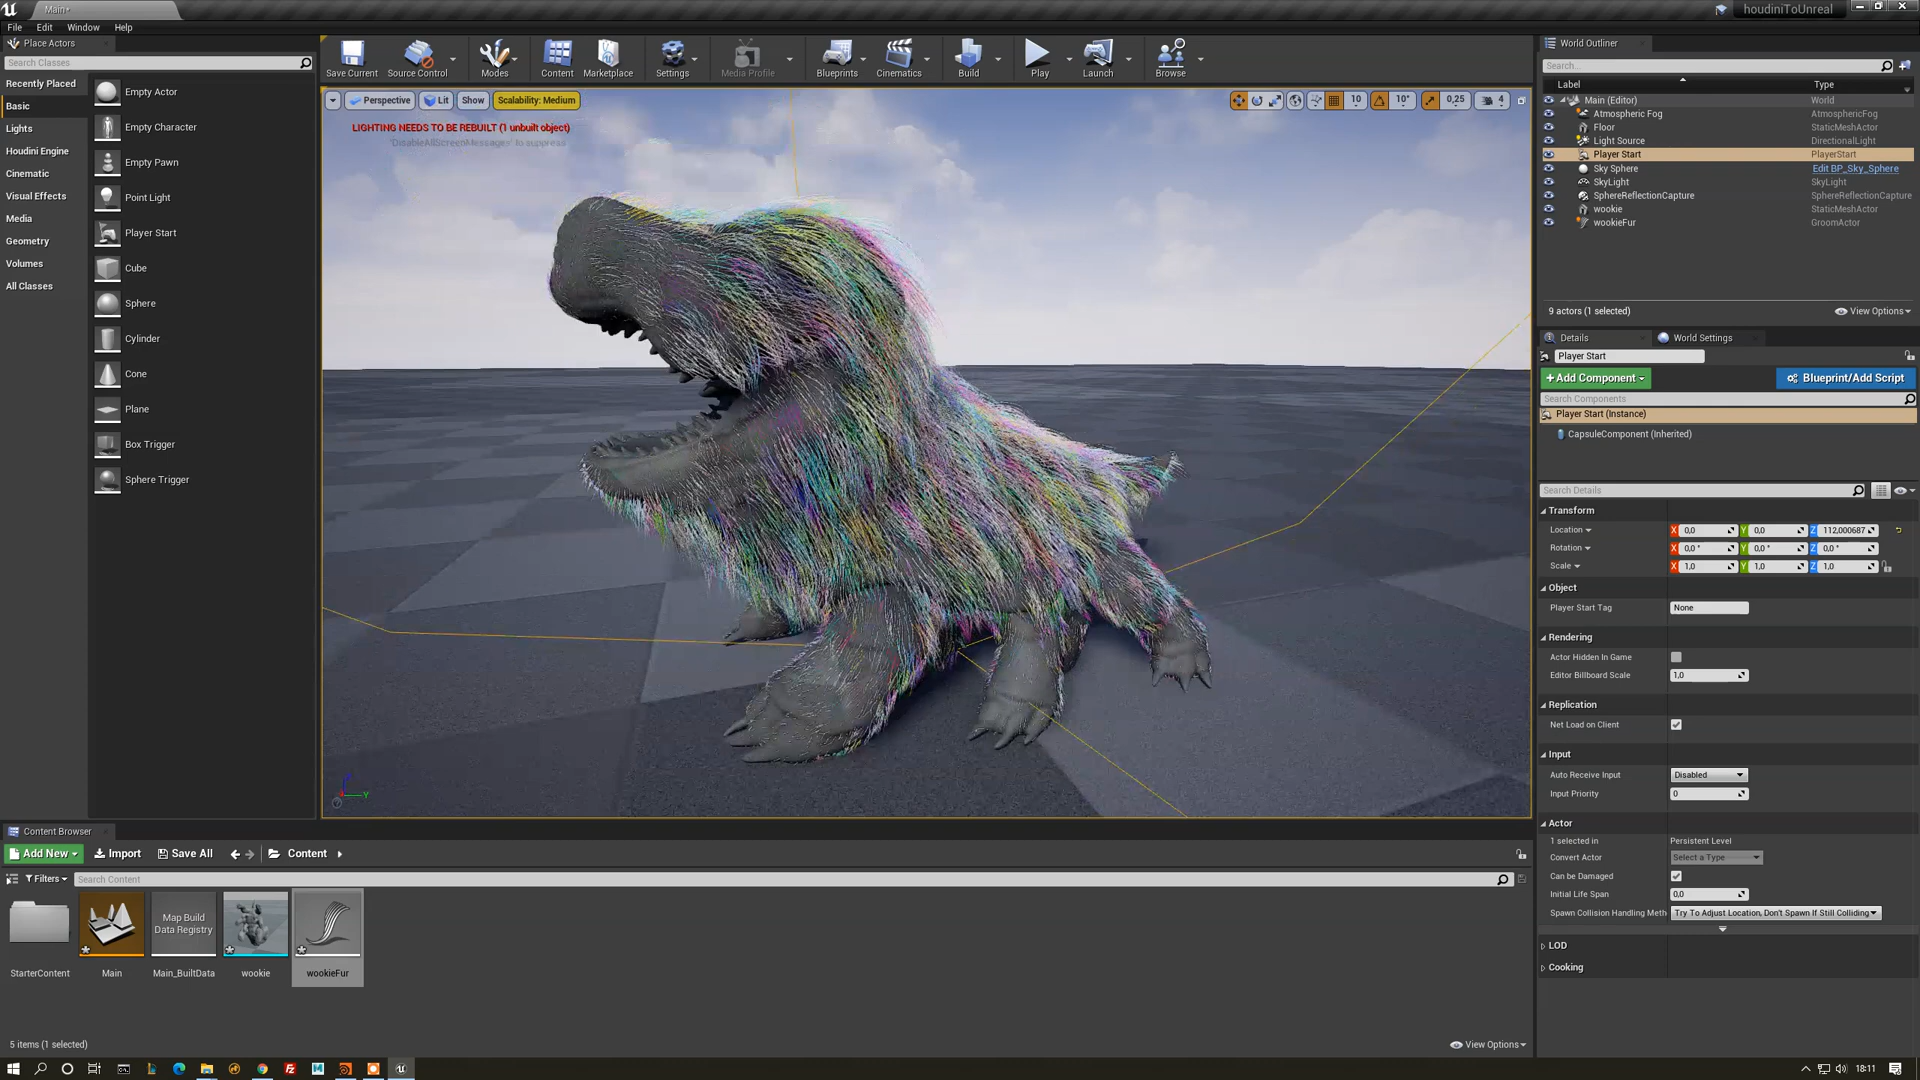 Main*
houdiniToUnreal
File Edit Window Help
Place Actors
Search Classes
Recently Placed
Basic
Lights
Houdini Engine
Cinematic
Visual Effects
Media
Geometry
Volumes
All Classes
Empty Actor
Empty Character
Empty Pawn
Point Light
Player Start
Cube
Sphere
Cylinder
Cone
Plane
Box Trigger
Sphere Trigger
Save Current
Source Control
Modes
Content
Marketplace
Settings
Media Profile
Blueprints
Cinematics
Build
Play
Launch
Browse
Perspective
Lit
Show
Scalability: Medium
10
10°
0,25
4
LIGHTING NEEDS TO BE REBUILT (1 unbuilt object)
'DisableAllScreenMessages' to suppress
Y
World Outliner
Search...
Label Type
Main (Editor) World
Atmospheric Fog AtmosphericFog
Floor StaticMeshActor
Light Source DirectionalLight
Player Start PlayerStart
Sky Sphere Edit BP_Sky_Sphere
SkyLight SkyLight
SphereReflectionCapture SphereReflectionCapture
wookie StaticMeshActor
wookieFur GroomActor
9 actors (1 selected)
View Options
Details
World Settings
Player Start
+Add Component
Blueprint/Add Script
Search Components
Player Start (Instance)
CapsuleComponent (Inherited)
Search Details
Transform
Location X 0,0 Y 0,0 Z 112,000687
Rotation X 0,0 ° Y 0,0 ° Z 0,0 °
Scale X 1,0 Y 1,0 Z 1,0
Object
Player Start Tag None
Rendering
Actor Hidden In Game
Editor Billboard Scale 1,0
Replication
Net Load on Client
Input
Auto Receive Input Disabled
Input Priority 0
Actor
1 selected in Persistent Level
Convert Actor Select a Type
Can be Damaged
Initial Life Span 0,0
Spawn Collision Handling Meth Try To Adjust Location, Don't Spawn If Still Colliding
LOD
Cooking
Content Browser
Add New
Import
Save All
Content
Filters
Search Content
StarterContent
Main
Map Build
Data Registry
Main_BuiltData
wookie
wookieFur
5 items (1 selected)
View Options
18:11